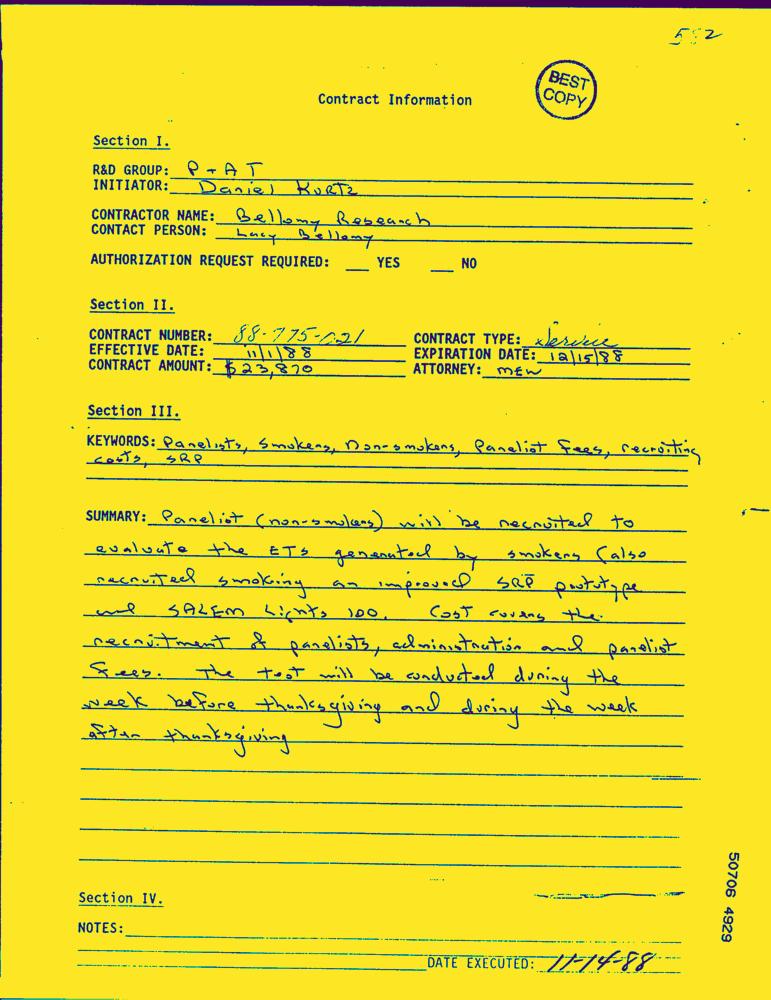 582
BEST COPY
Contract Information
Section I.
R&D GROUP: P+AT
INITIATOR: Daniel Kurtz
CONTRACTOR NAME: Bellomy Research
CONTACT PERSON: Lacy Bellomy
AUTHORIZATION REQUEST REQUIRED: ___ YES ___ NO
Section II.
CONTRACT NUMBER: 88-775-021 CONTRACT TYPE: Service
EFFECTIVE DATE: 11/1/88 EXPIRATION DATE: 12/15/88
CONTRACT AMOUNT: $23,870 ATTORNEY: MEW
Section III.
KEYWORDS: Panelists, Smokers, Non-smokers, Panelist Fees, recruiting
costs, SRP
SUMMARY: Panelist (non-smokers) will be recruited to
evaluate the ETS generated by smokers (also
recruited smoking an improved SRP prototype
and SALEM Lights 100. Cost covers the
recruitment of panelists, administration and panelist
Fees. The test will be conducted during the
week before thanksgiving and during the week
after thanksgiving
Section IV.
NOTES:
DATE EXECUTED: 11-14-88
50706 4929